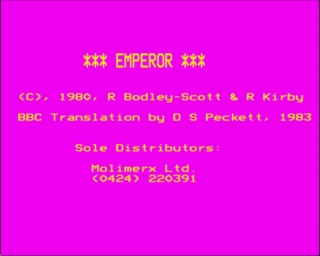 *** EMPEROR ***
(C), 1980, R Bodley-Scott & R Kirby
BBC Translation by D S Peckett, 1983
Sole Distributors:
Molimerx Ltd.
(0424) 220391